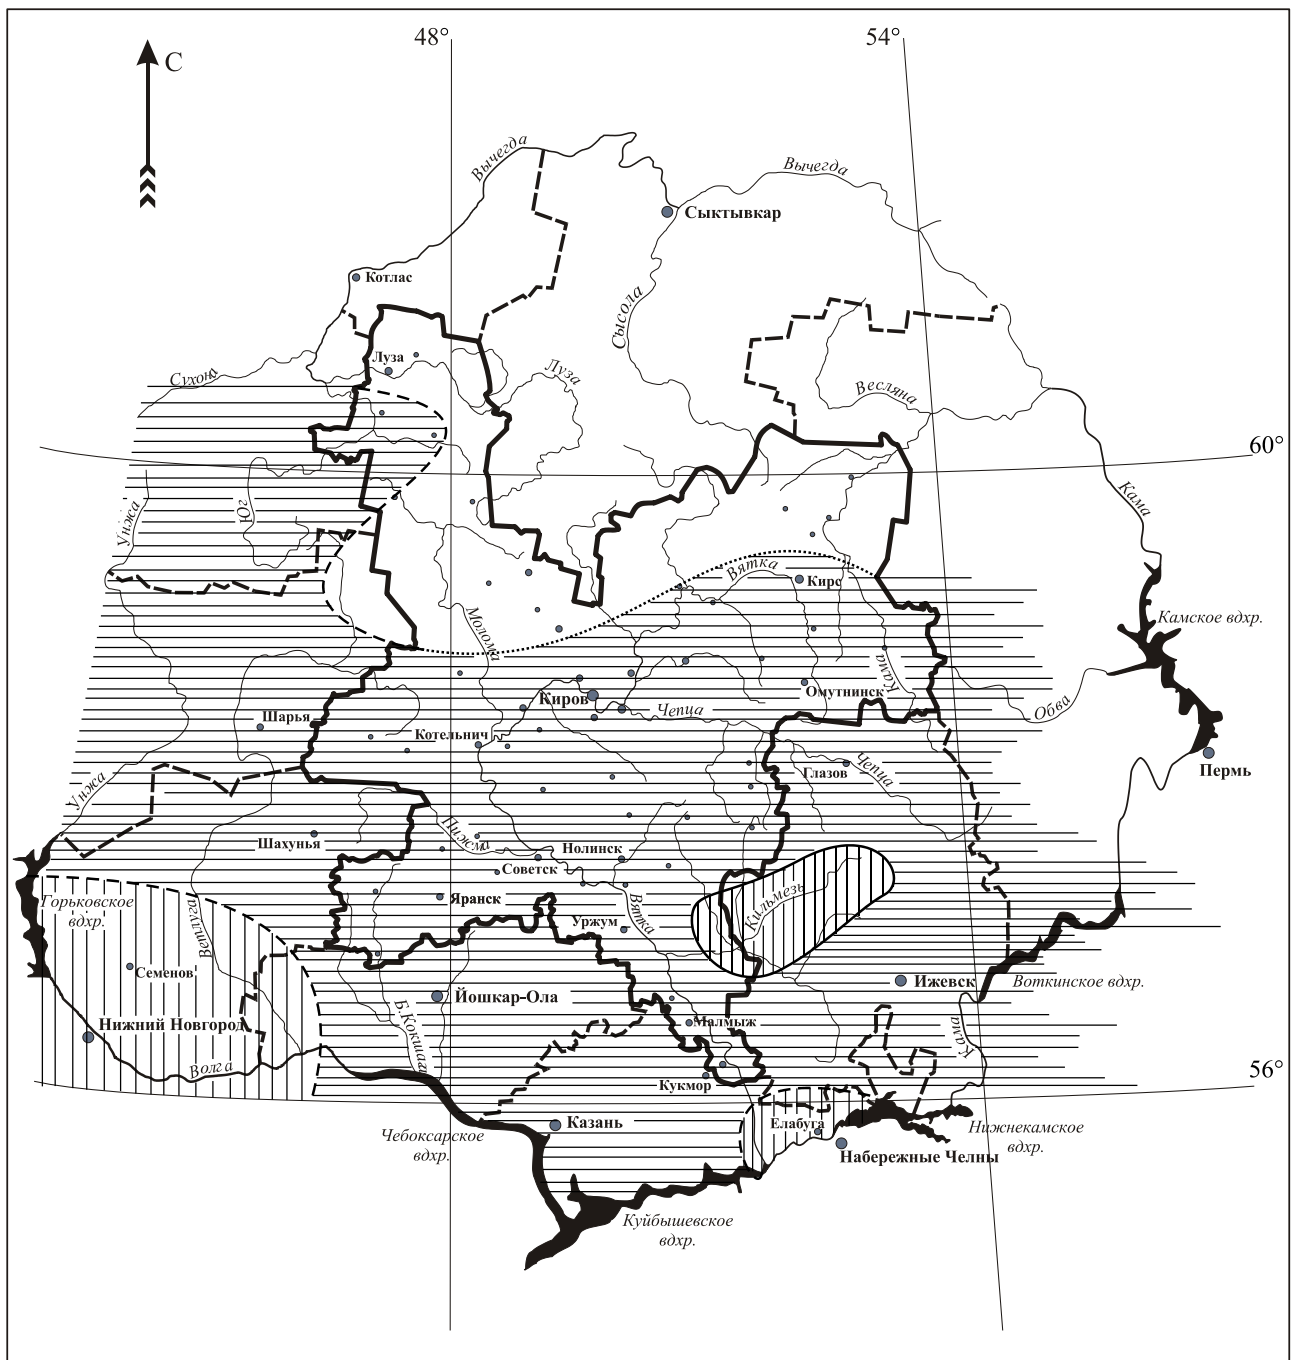 48°
54°
С
Вычегда
Вычегда
Сыктывкар
Котлас
Сысола
Луза
Луза
Сухона
Весляна
60°
Кама
Унжа
Юг
Вятка
Кирс
Молома
Камское вдхр.
Кама
Омутнинск
Киров
Чепца
Обва
Шарья
Котельнич
Глазов
Чепца
Пермь
Унжа
Пижма
Шахунья
Нолинск
Советск
Кильмезь
Горьковское
вдхр.
Ветлуга
Яранск
Вятка
Уржум
Семенов
Ижевск
Воткинское вдхр.
Йошкар-Ола
Б.Кокшага
Нижний Новгород
Малмыж
Кама
Волга
Кукмор
56°
Казань
Елабуга
Чебоксарское
вдхр.
Нижнекамское
вдхр.
Набережные Челны
Куйбышевское
вдхр.